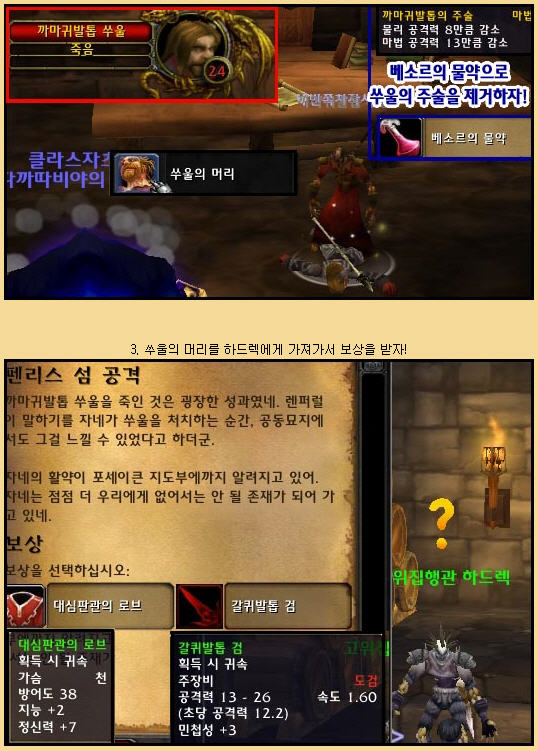 까마귀발톱 쑤울
죽음
24
까마귀발톱의 주술 마법
물리 공격력 8만큼 감소
마법 공격력 13만큼 감소
베소르의 물약으로
쑤울의 주술을 제거하자!
베소르의 물약
쑤울의 머리
3. 쑤울의 머리를 하드렉에게 가져가서 보상을 받자!
펜리스 섬 공격
까마귀발톱 쑤울을 죽인 것은 굉장한 성과였네. 렌퍼럴
이 말하기를 자네가 쑤울을 처치하는 순간, 공동묘지에
서도 그걸 느낄 수 있었다고 하더군.
자네의 활약이 포세이큰 지도부에까지 알려지고 있어.
자네는 점점 더 우리에게 없어서는 안 될 존재가 되어 가
고 있네.
보상
보상을 선택하십시오:
대심판관의 로브
갈퀴발톱 검
위집행관 하드렉
대심판관의 로브
획득 시 귀속
가슴 천
방어도 38
지능 +2
정신력 +7
갈퀴발톱 검
획득 시 귀속
주장비 도검
공격력 13 - 26 속도 1.60
(초당 공격력 12.2)
민첩성 +3